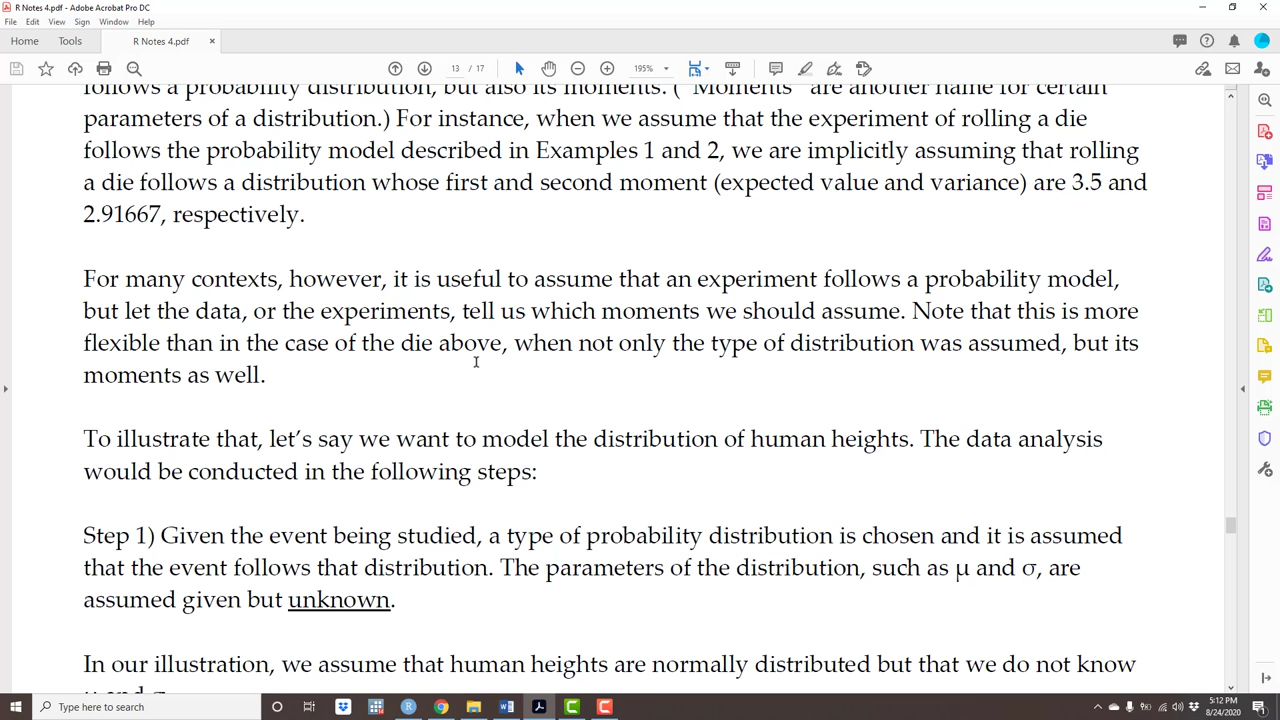 R Notes 4.pdf - Adobe Acrobat Pro DC
File Edit View Sign Window Help
Home Tools R Notes 4.pdf ×
13 / 17 195%
follows a probability distribution, but also its moments. (“Moments” are another name for certain
parameters of a distribution.) For instance, when we assume that the experiment of rolling a die
follows the probability model described in Examples 1 and 2, we are implicitly assuming that rolling
a die follows a distribution whose first and second moment (expected value and variance) are 3.5 and
2.91667, respectively.
For many contexts, however, it is useful to assume that an experiment follows a probability model,
but let the data, or the experiments, tell us which moments we should assume. Note that this is more
flexible than in the case of the die above, when not only the type of distribution was assumed, but its
moments as well.
To illustrate that, let’s say we want to model the distribution of human heights. The data analysis
would be conducted in the following steps:
Step 1) Given the event being studied, a type of probability distribution is chosen and it is assumed
that the event follows that distribution. The parameters of the distribution, such as μ and σ, are
assumed given but unknown.
In our illustration, we assume that human heights are normally distributed but that we do not know
μ and σ
Type here to search
5:12 PM
8/24/2020